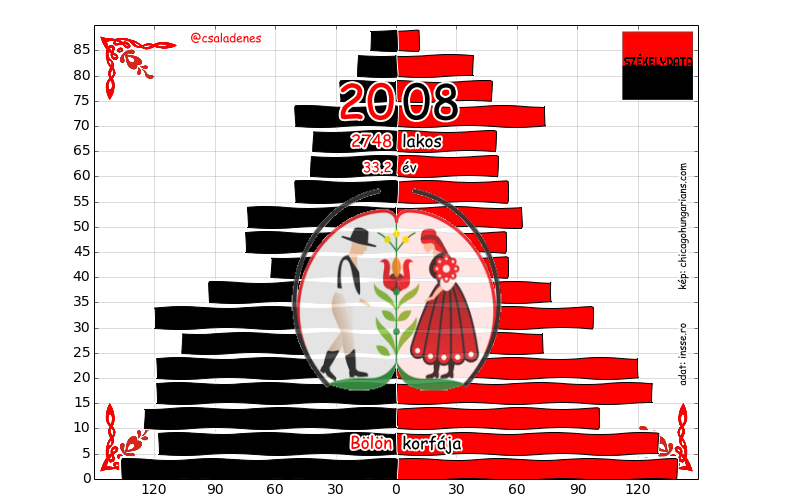 @csaladenes
SZÉKELYDATA
2008
2748 lakos
33.2 év
kép: chicagohungarians.com
adat: insse.ro
Bölön korfája
85
80
75
70
65
60
55
50
45
40
35
30
25
20
15
10
5
0
120 90 60 30 0 30 60 90 120